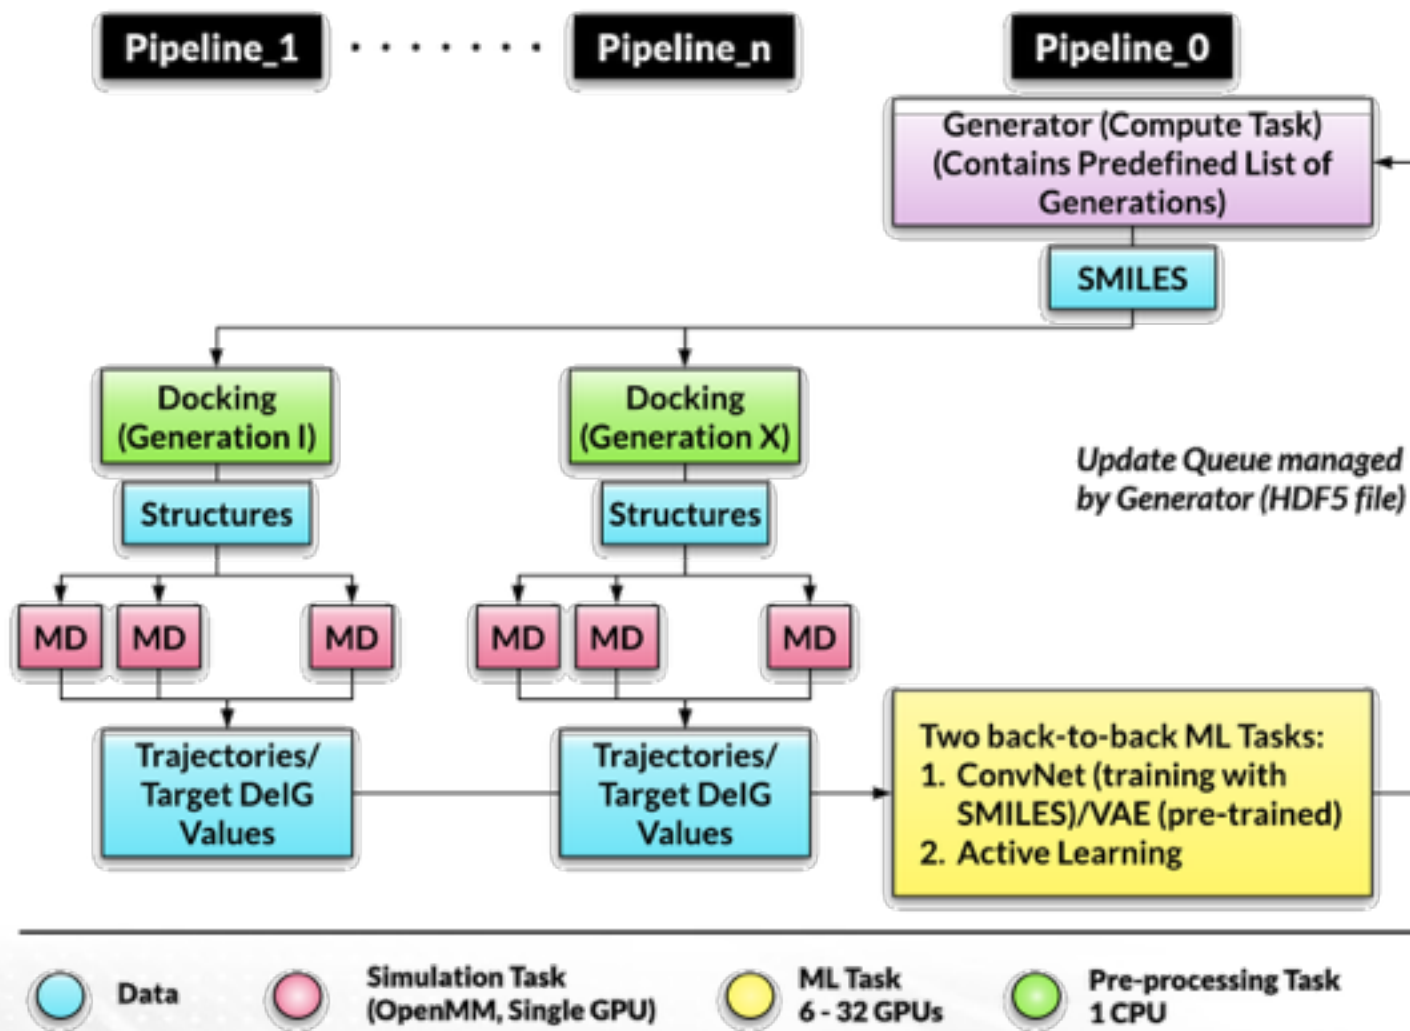 Pipeline_1 . . . . . . . . Pipeline_n
Pipeline_0
Generator (Compute Task)
(Contains Predefined List of
Generations)
SMILES
Docking
(Generation I)
Docking
(Generation X)
Structures
Structures
Update Queue managed
by Generator (HDF5 file)
MD
MD
MD
MD
MD
MD
Trajectories/
Target DelG
Values
Trajectories/
Target DelG
Values
Two back-to-back ML Tasks:
1. ConvNet (training with
SMILES)/VAE (pre-trained)
2. Active Learning
Data
Simulation Task
(OpenMM, Single GPU)
ML Task
6 - 32 GPUs
Pre-processing Task
1 CPU